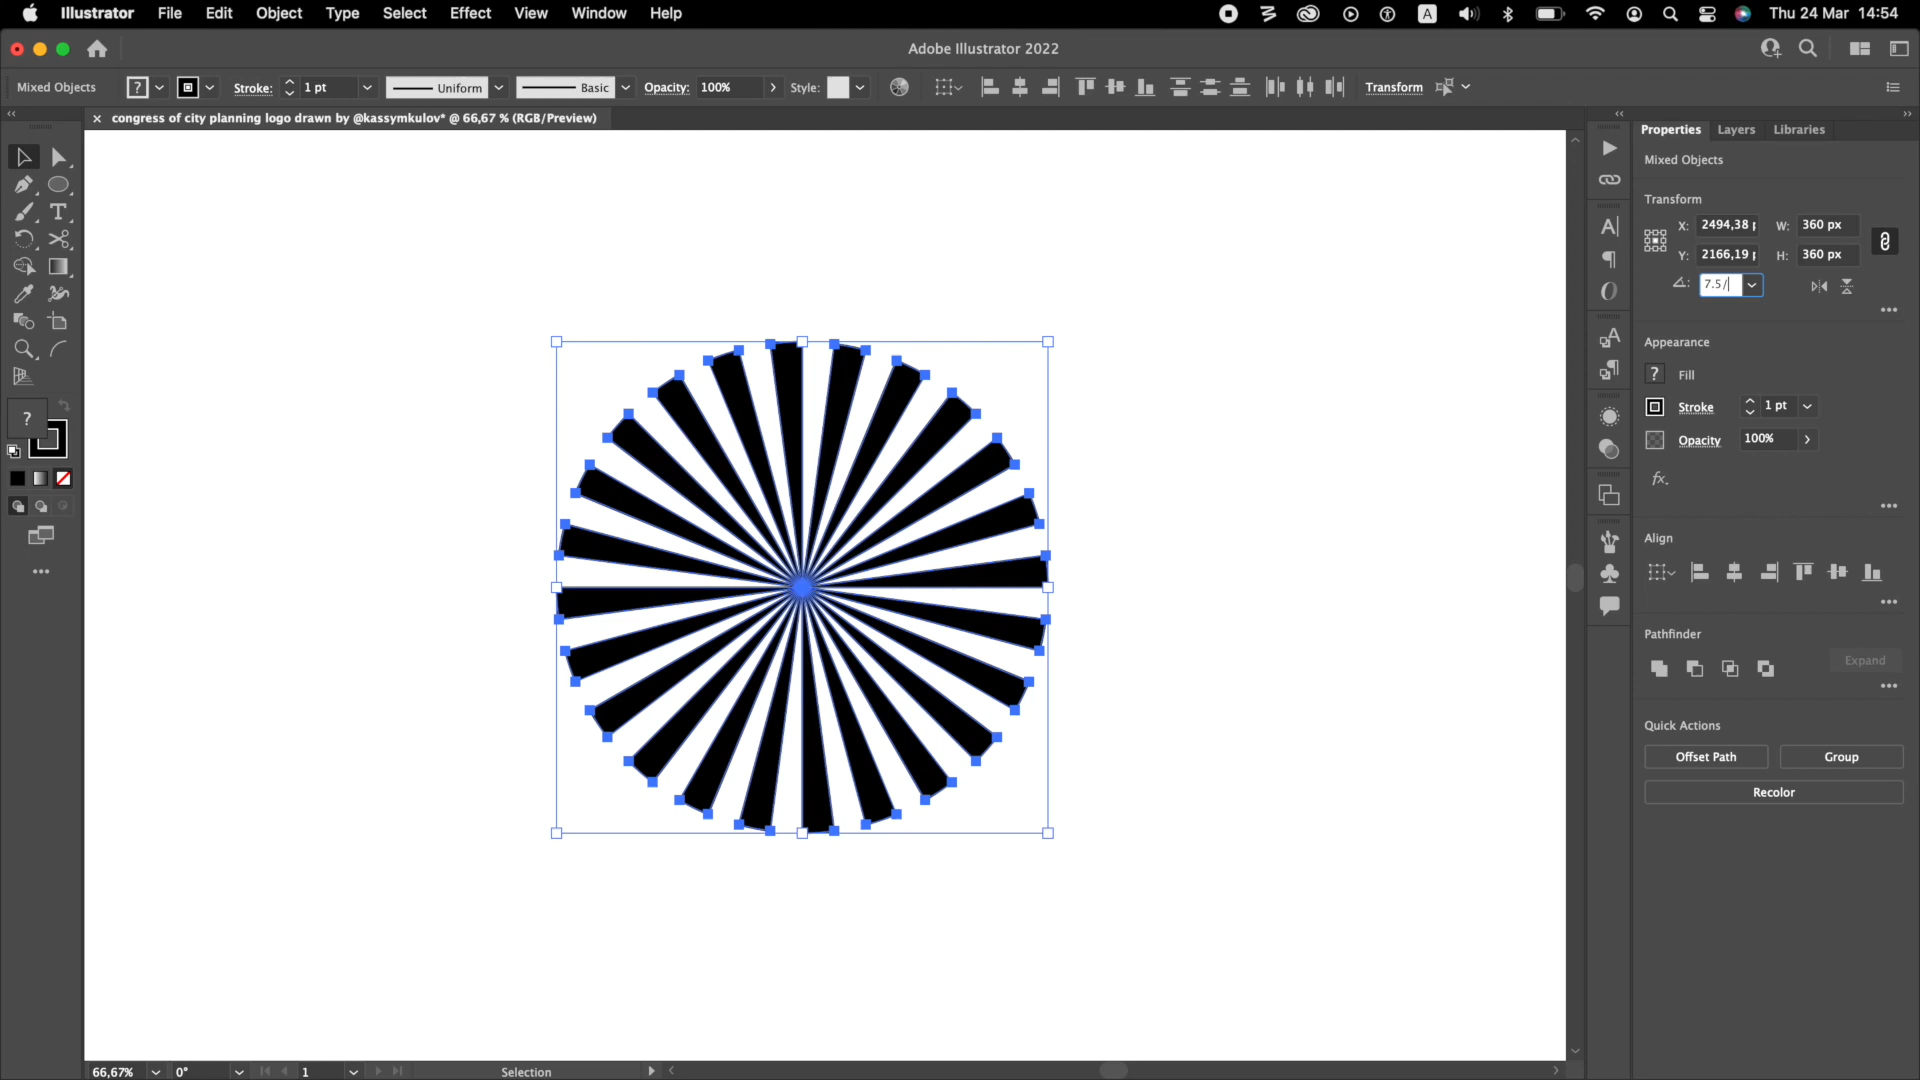 Illustrator File Edit Object Type Select Effect View Window Help A Thu 24 Mar 14:54
Adobe Illustrator 2022
Mixed Objects ? Stroke: 1 pt Uniform Basic Opacity: 100% Style: Transform
congress of city planning logo drawn by @kassymkulov* @ 66,67 % (RGB/Preview)
Properties Layers Libraries
Mixed Objects
Transform
X: 2494,38 W: 360 px
Y: 2166,19 H: 360 px
7.5/
Appearance
? Fill
Stroke 1 pt
Opacity 100%
fx.
Align
Pathfinder
Expand
Quick Actions
Offset Path Group
Recolor
?
66,67% 0° 1 Selection